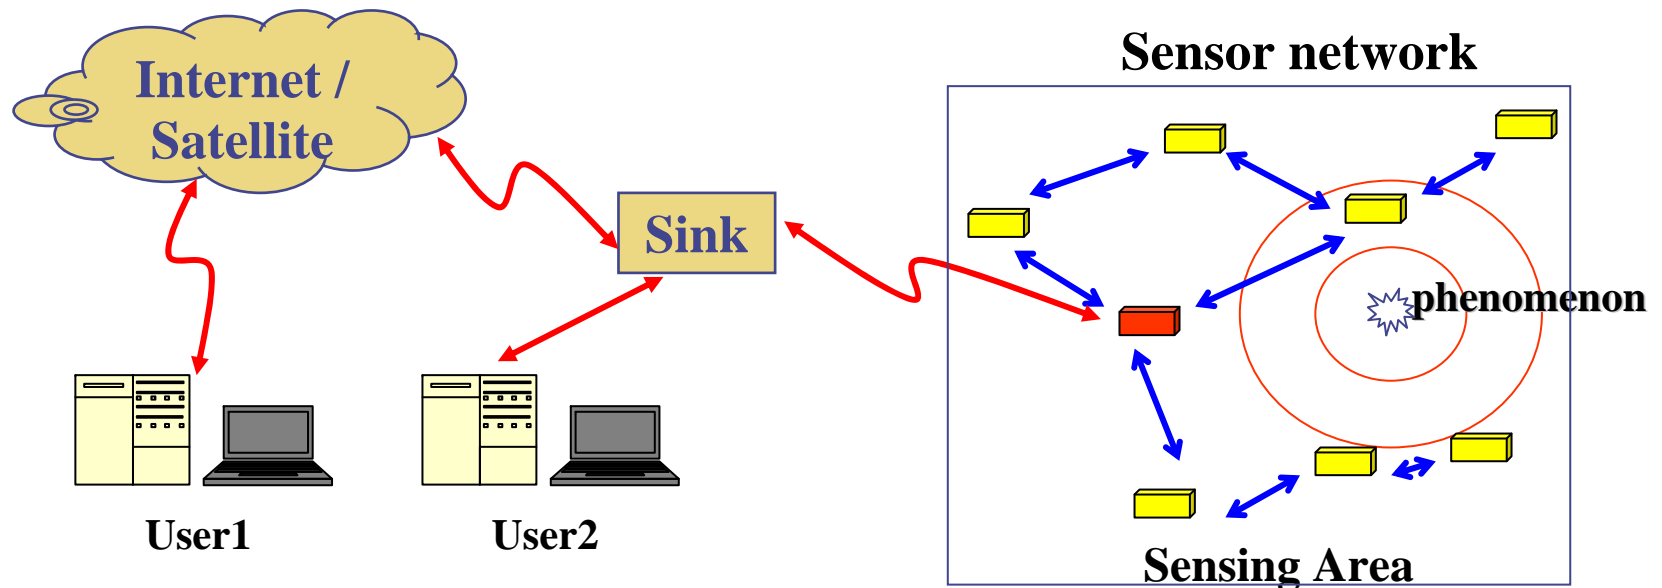 Internet /
Satellite
Sink
User1
User2
Sensor network
phenomenon
Sensing Area